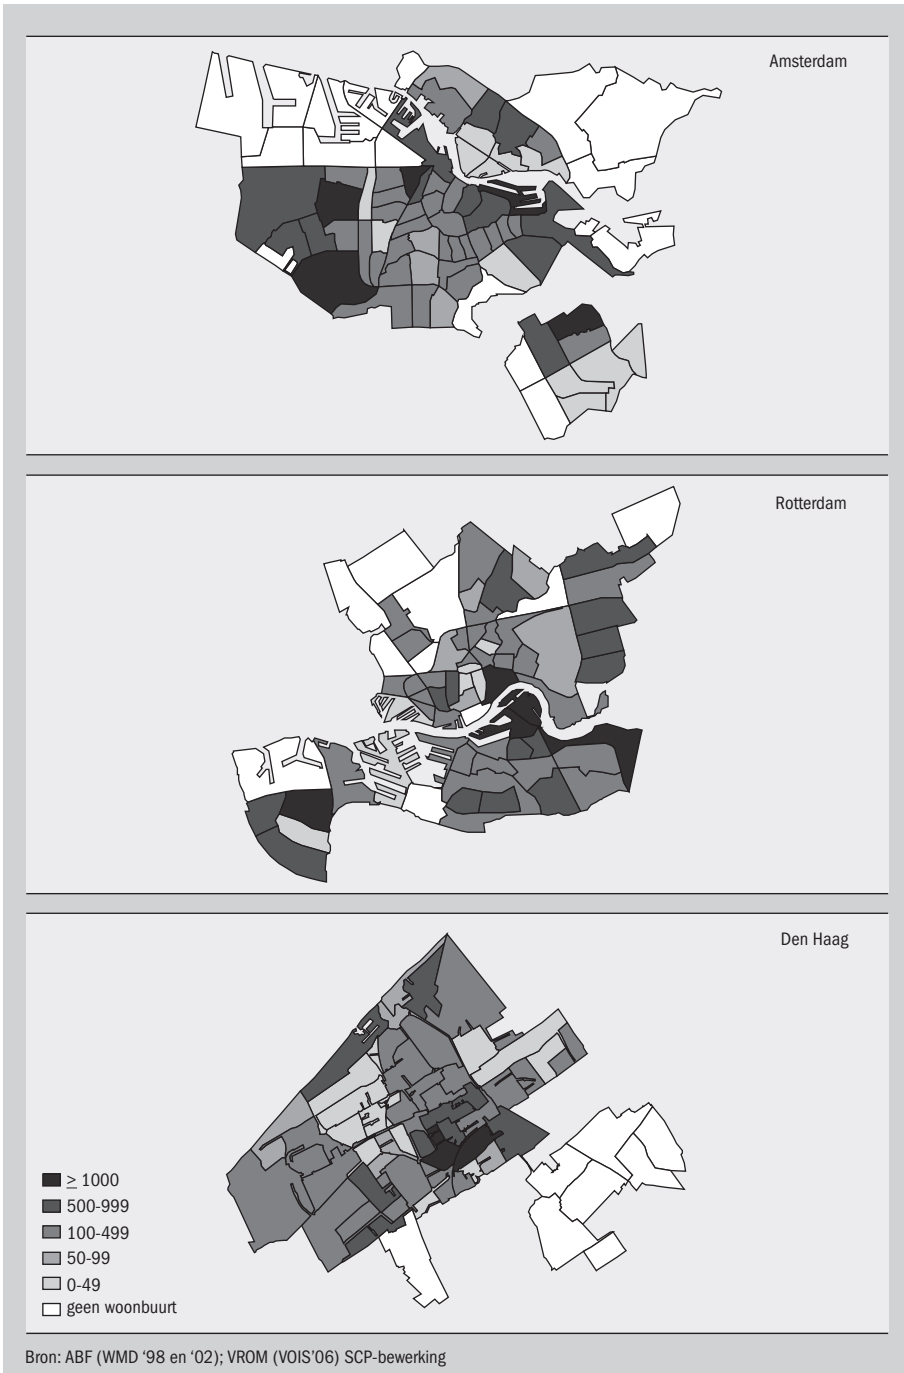 Amsterdam
Rotterdam
Den Haag
≥ 1000
500-999
100-499
50-99
0-49
geen woonbuurt
Bron: ABF (WMD ‘98 en ‘02); VROM (VOIS’06) SCP-bewerking